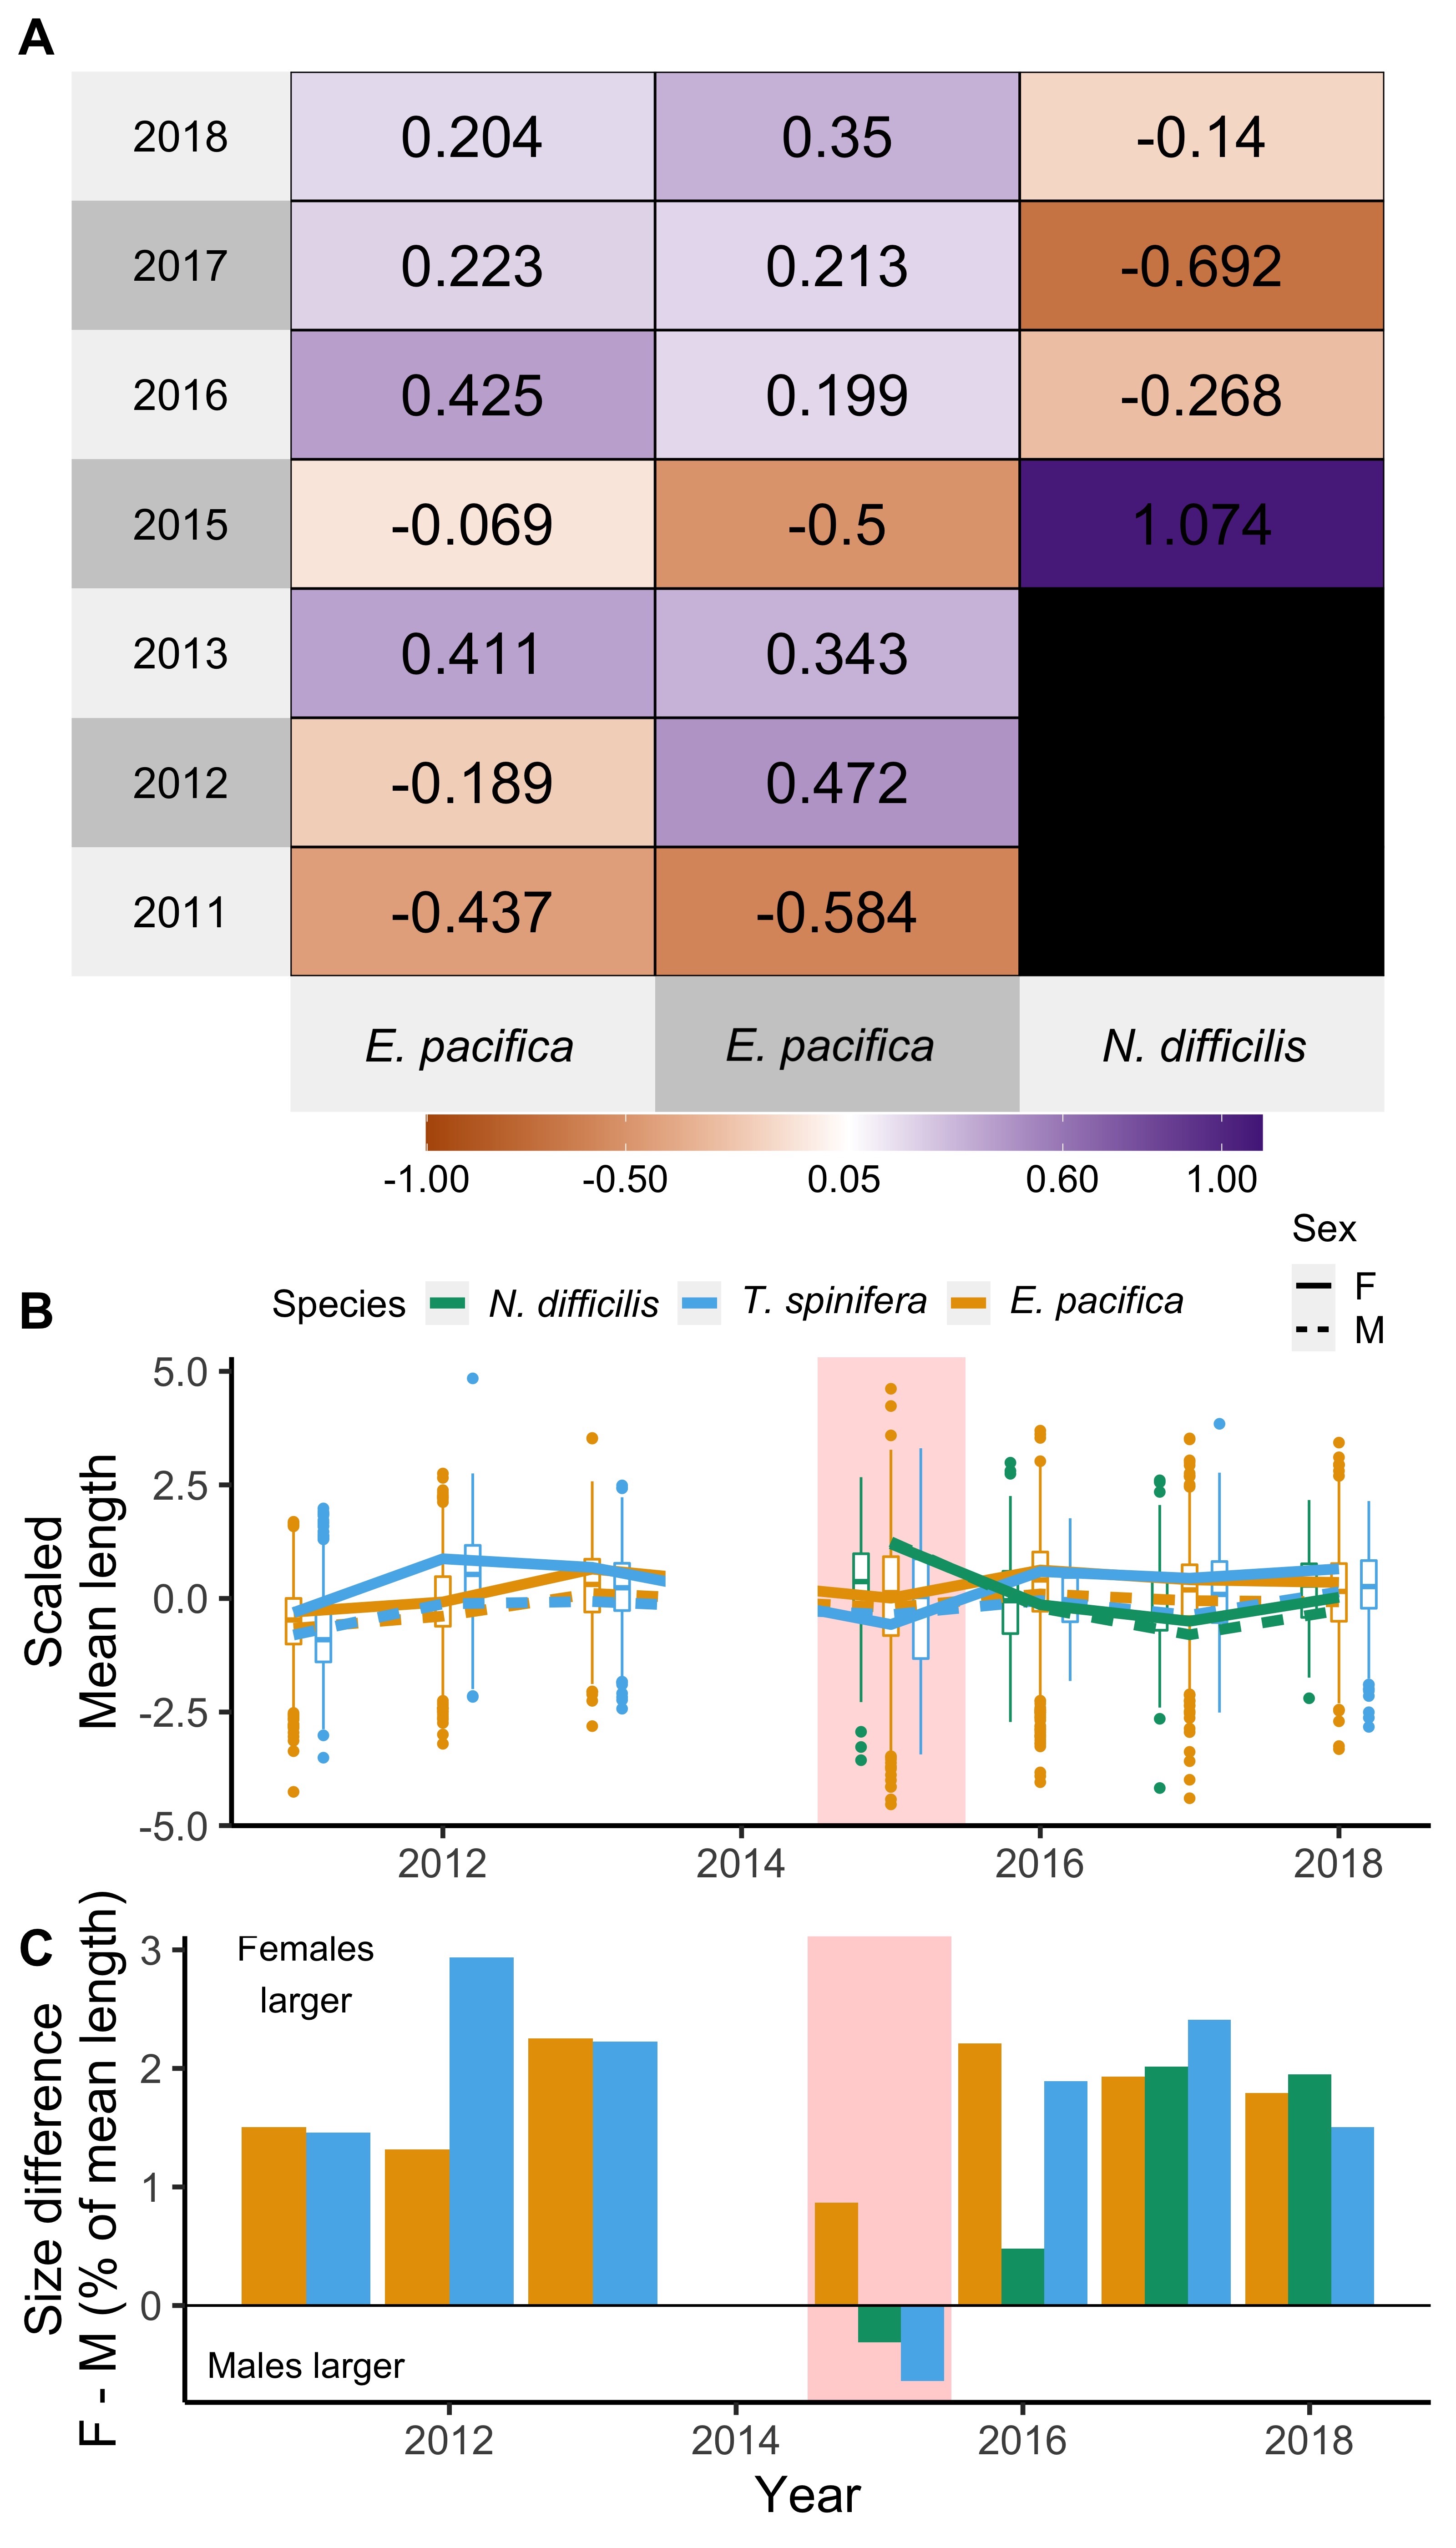 A
2018 0.204 0.35 -0.14
2017 0.223 0.213 -0.692
2016 0.425 0.199 -0.268
2015 -0.069 -0.5 1.074
2013 0.411 0.343
2012 -0.189 0.472
2011 -0.437 -0.584
E. pacifica E. pacifica N. difficilis
-1.00 -0.50 0.05 0.60 1.00
Sex
F
M
B
Species N. difficilis T. spinifera E. pacifica
Scaled
Mean length
5.0
2.5
0.0
-2.5
-5.0
2012 2014 2016 2018
C
Size difference
F - M (% of mean length)
3
2
1
0
Females
larger
Males larger
2012 2014 2016 2018
Year